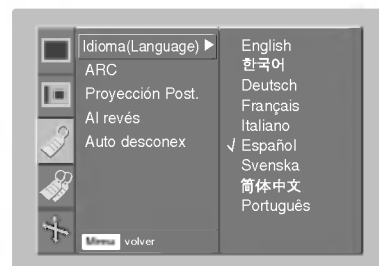 Idioma(Language) ▶
ARC
Proyección Post.
Al revés
Auto desconex
English
한국어
Deutsch
Français
Italiano
√ Español
Svenska
简体中文
Português
volver